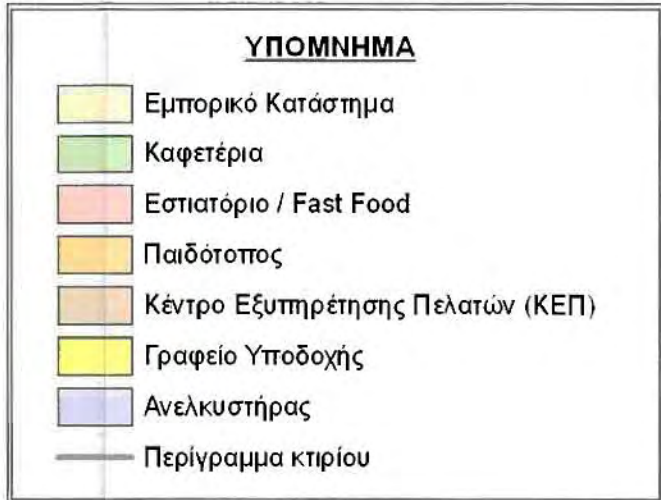 ΥΠΟΜΝΗΜΑ
Εμπορικό Κατάστημα
Καφετέρια
Εστιατόριο / Fast Food
Παιδότοπος
Κέντρο Εξυπηρέτησης Πελατών (ΚΕΠ)
Γραφείο Υποδοχής
Ανελκυστήρας
Περίγραμμα κτιρίου